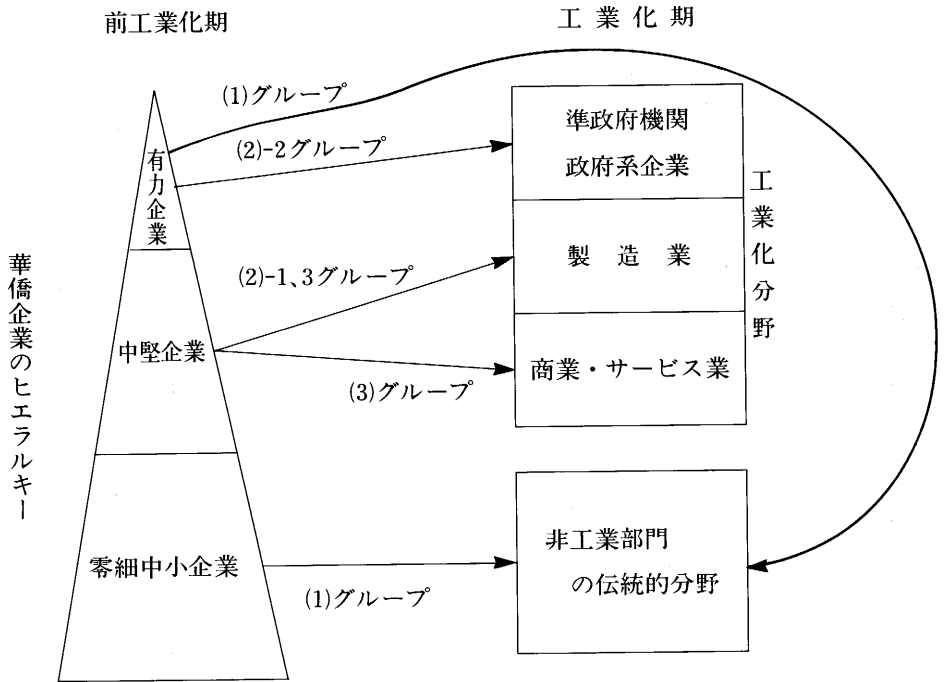 前工業化期
工業化期
(1)グループ
(2)-2グループ
有力企業
準政府機関
政府系企業
工業化分野
(2)-1、3グループ
製造業
華僑企業のヒエラルキー
中堅企業
商業・サービス業
(3)グループ
零細中小企業
(1)グループ
非工業部門
の伝統的分野